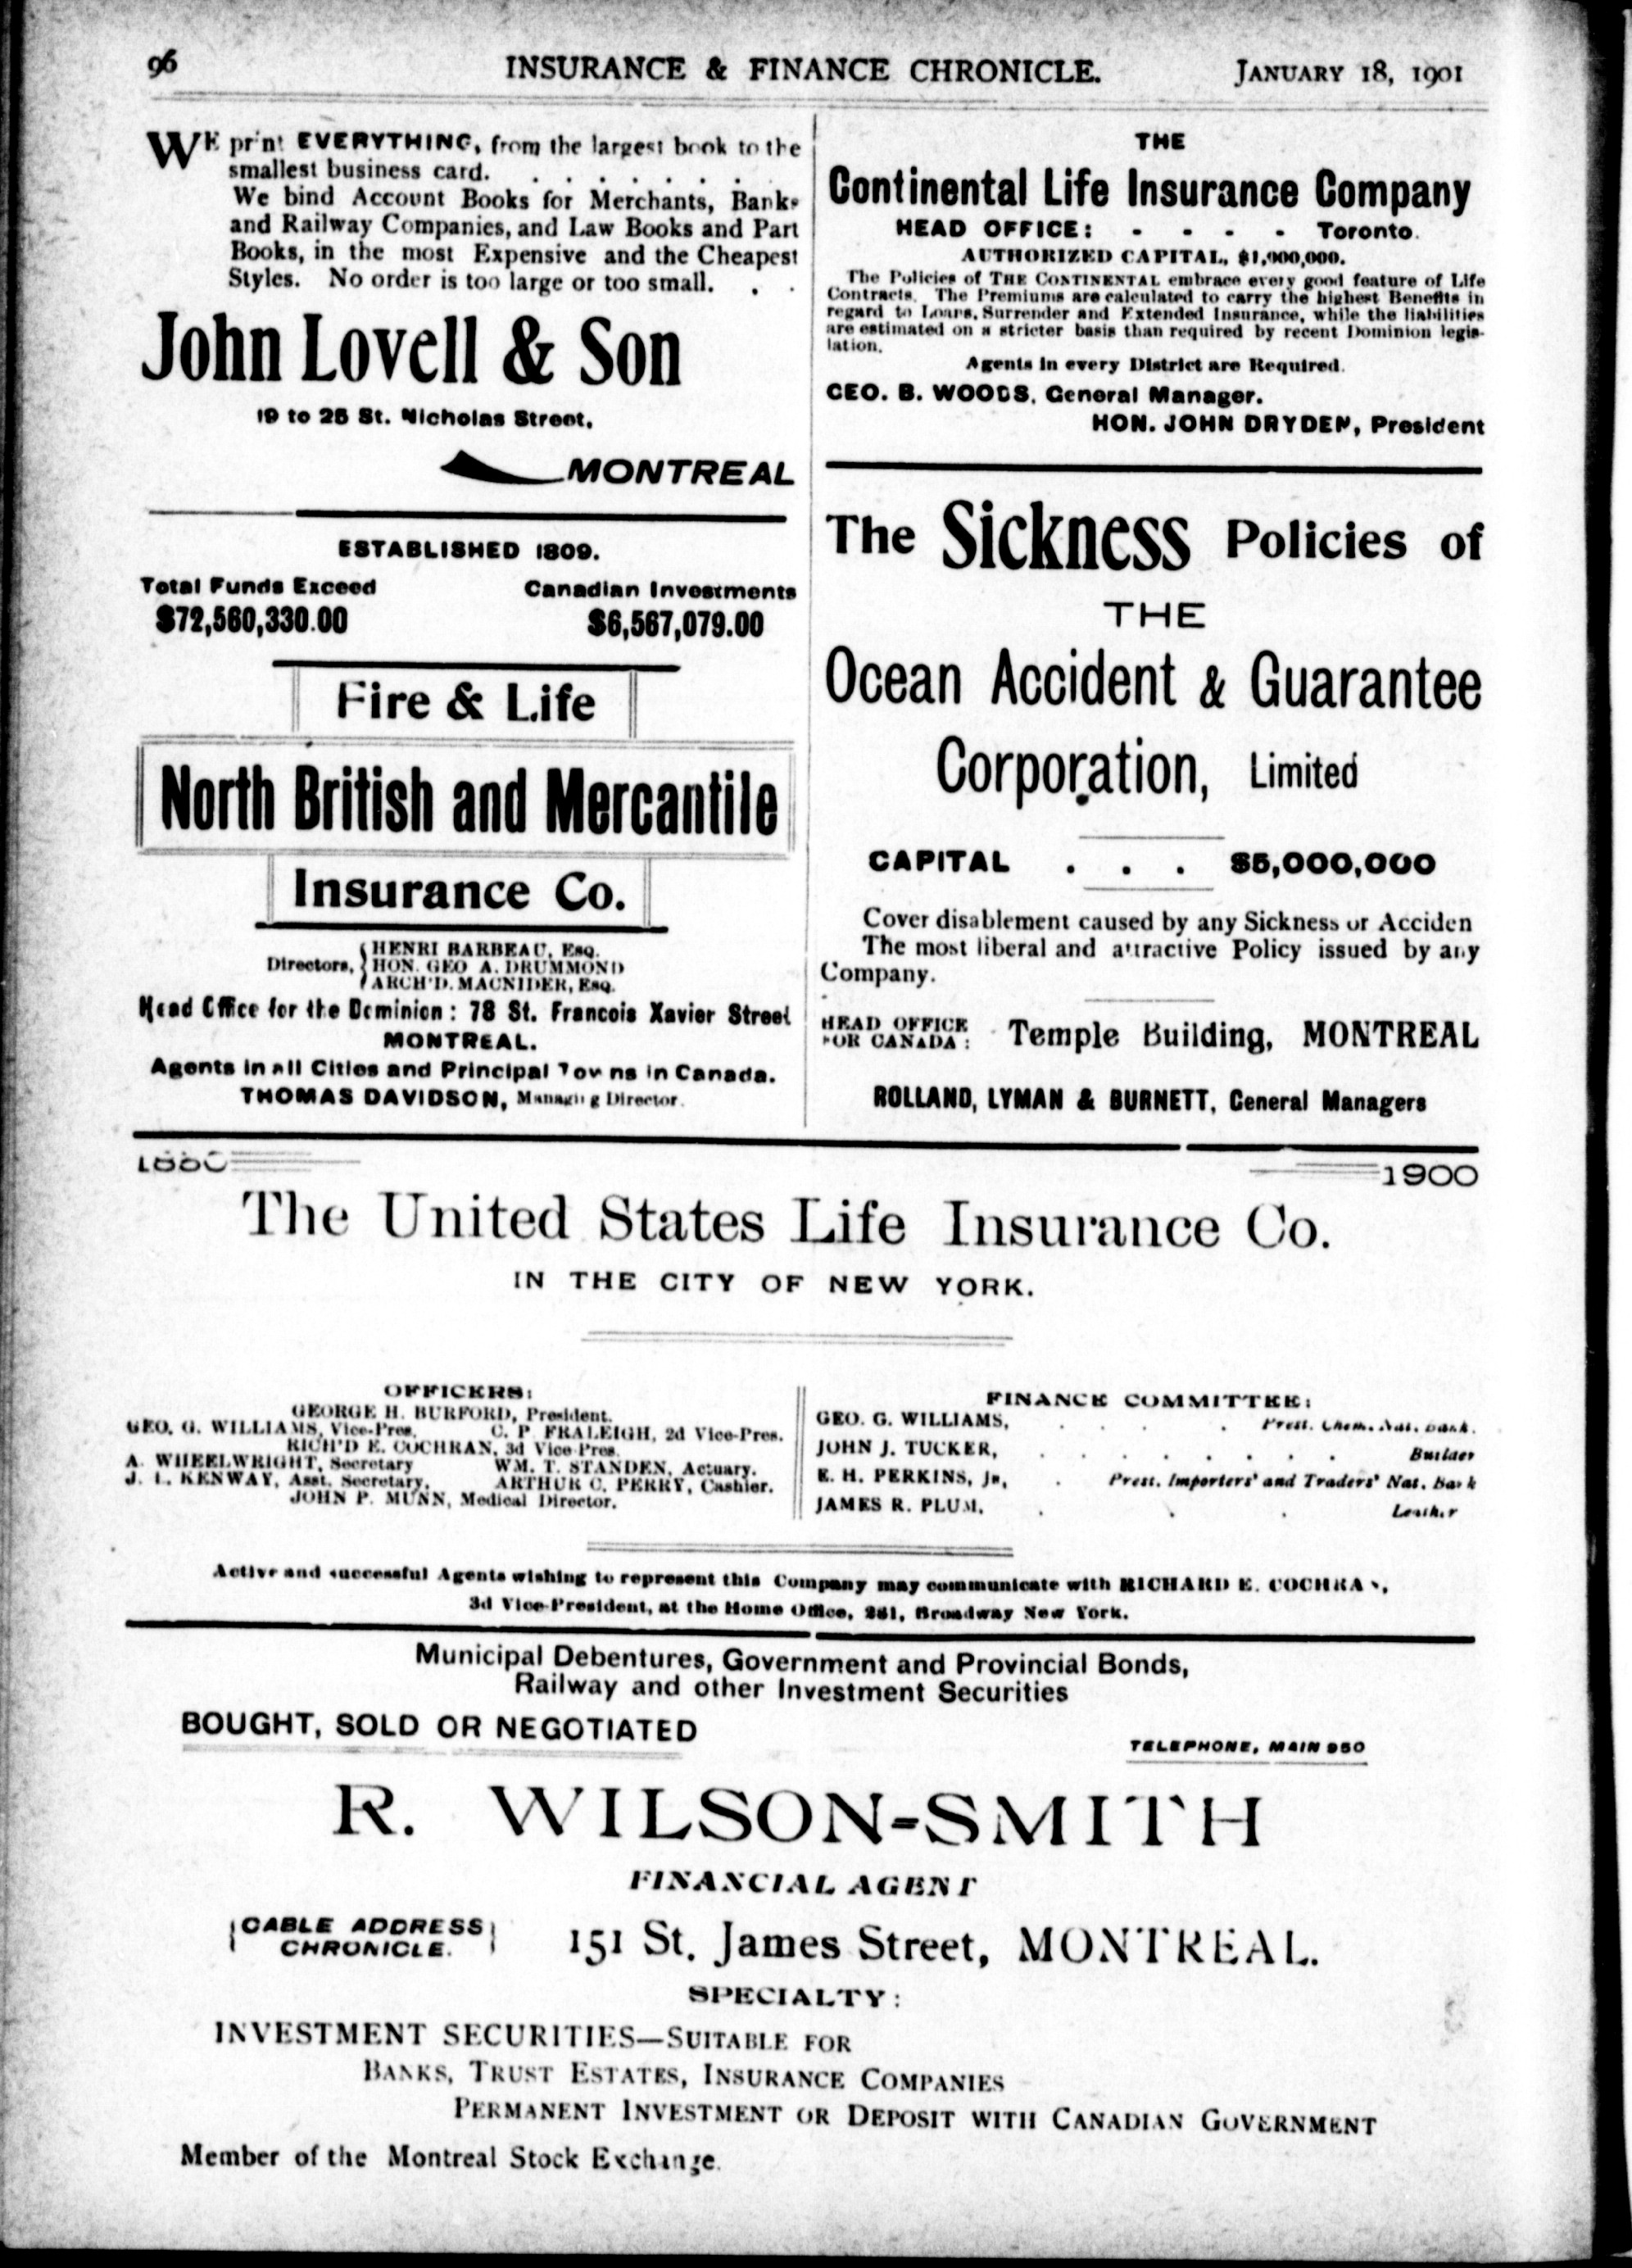 96
INSURANCE & FINANCE CHRONICLE.
JANUARY 18, 1901
WE print EVERYTHING, from the largest book to the
smallest business card. . . . . . . .
We bind Account Books for Merchants, Banks
and Railway Companies, and Law Books and Part
Books, in the most Expensive and the Cheapest
Styles. No order is too large or too small. . .
John Lovell & Son
19 to 25 St. Nicholas Street,
MONTREAL
ESTABLISHED 1809.
Total Funds Exceed
$72,560,330.00
Canadian Investments
$6,567,079.00
Fire & Life
North British and Mercantile
Insurance Co.
Directors,
HENRI BARBEAU, Esq.
HON. GEO A. DRUMMOND
ARCH'D. MACNIDER, Esq.
Head Office for the Dominion : 78 St. Francois Xavier Street
MONTREAL.
Agents in all Cities and Principal Towns in Canada.
THOMAS DAVIDSON, Managing Director.
THE
Continental Life Insurance Company
HEAD OFFICE: - - - - Toronto.
AUTHORIZED CAPITAL, $1,000,000.
The Policies of THE CONTINENTAL embrace every good feature of Life
Contracts. The Premiums are calculated to carry the highest Benefits in
regard to Loans, Surrender and Extended Insurance, while the liabilities
are estimated on a stricter basis than required by recent Dominion legis-
lation.
Agents in every District are Required.
GEO. B. WOODS, General Manager.
HON. JOHN DRYDEN, President
The Sickness Policies of
THE
Ocean Accident & Guarantee
Corporation, Limited
CAPITAL . . . $5,000,000
Cover disablement caused by any Sickness or Acciden
The most liberal and attractive Policy issued by any
Company.
HEAD OFFICE
FOR CANADA :
Temple Building, MONTREAL
ROLLAND, LYMAN & BURNETT, General Managers
1850
1900
The United States Life Insurance Co.
IN THE CITY OF NEW YORK.
OFFICERS:
GEORGE H. BURFORD, President.
GEO. G. WILLIAMS, Vice-Pres. C. P. FRALEIGH, 2d Vice-Pres.
RICH'D E. COCHRAN, 3d Vice Pres.
A. WHEELWRIGHT, Secretary WM. T. STANDEN, Actuary.
J. L. KENWAY, Asst. Secretary. ARTHUR C. PERRY, Cashier.
JOHN P. MUNN, Medical Director.
FINANCE COMMITTEE:
GEO. G. WILLIAMS, . . . Prest. Chem. Nat. Bank.
JOHN J. TUCKER, . . . . . . . Builder
E. H. PERKINS, Jr, . Prest. Importers' and Traders' Nat. Bank
JAMES R. PLUM, . . . Leather
Active and successful Agents wishing to represent this Company may communicate with RICHARD E. COCHRAN,
3d Vice-President, at the Home Office, 261, Broadway New York.
Municipal Debentures, Government and Provincial Bonds,
Railway and other Investment Securities
BOUGHT, SOLD OR NEGOTIATED
TELEPHONE, MAIN 950
R. WILSON-SMITH
FINANCIAL AGENT
CABLE ADDRESS
CHRONICLE.
151 St. James Street, MONTREAL.
SPECIALTY:
INVESTMENT SECURITIES—SUITABLE FOR
BANKS, TRUST ESTATES, INSURANCE COMPANIES
PERMANENT INVESTMENT OR DEPOSIT WITH CANADIAN GOVERNMENT
Member of the Montreal Stock Exchange.